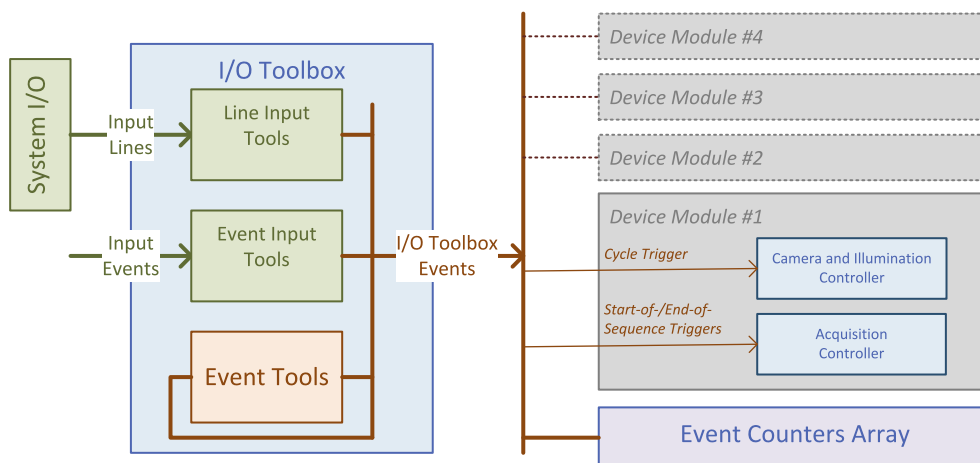 System I/O
Input
Lines
Input
Events
I/O Toolbox
Line Input
Tools
Event Input
Tools
Event Tools
I/O Toolbox
Events
Device Module #4
Device Module #3
Device Module #2
Device Module #1
Cycle Trigger
Camera and Illumination
Controller
Start-of-/End-of-
Sequence Triggers
Acquisition
Controller
Event Counters Array